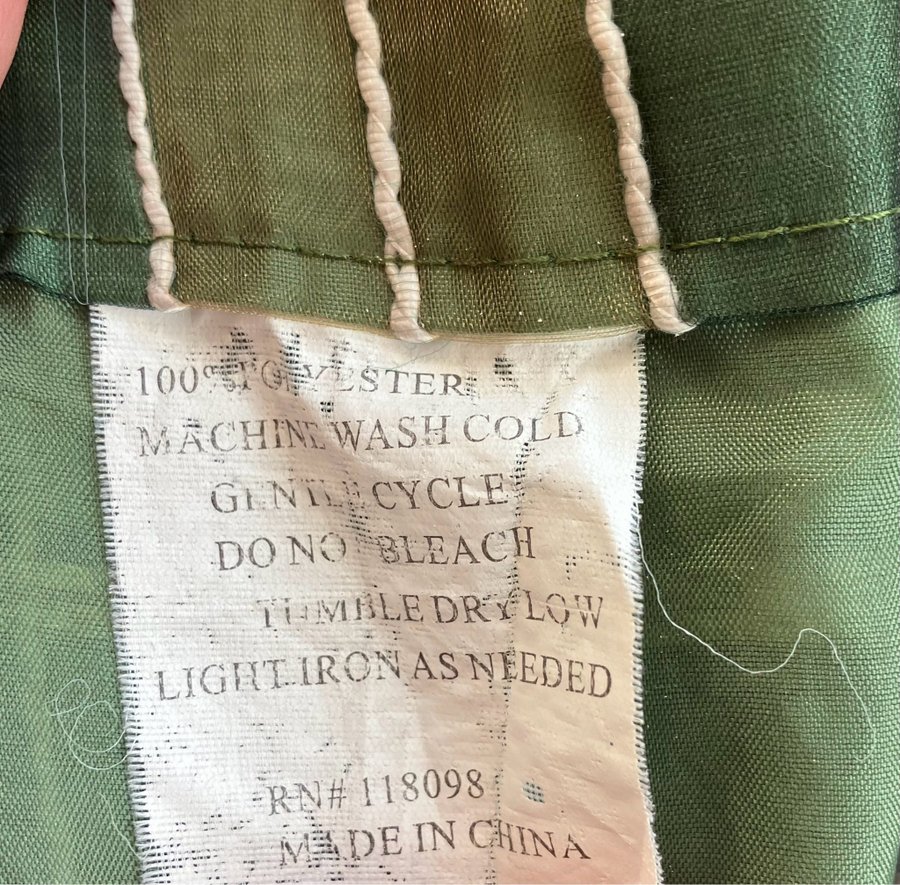 100% POLYESTER
MACHINE WASH COLD
GENTLE CYCLE
DO NOT BLEACH
TUMBLE DRY LOW
LIGHT IRON AS NEEDED
RN# 118098
MADE IN CHINA